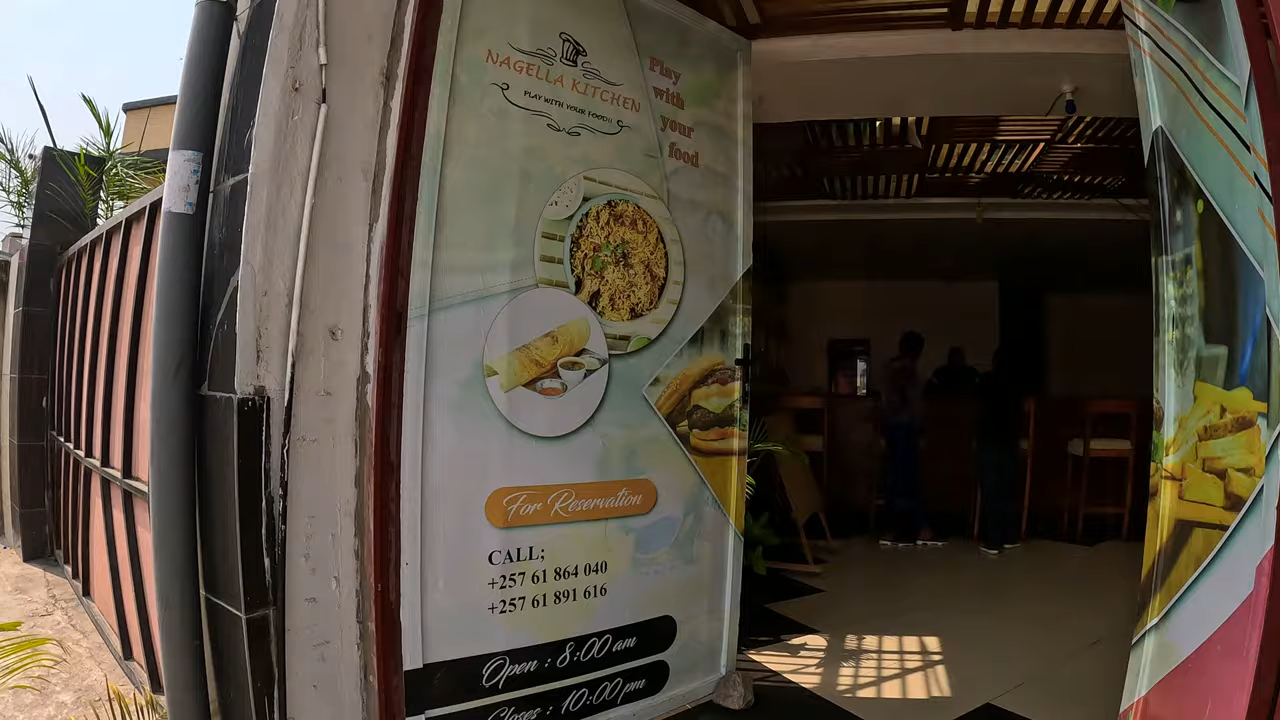 NAGELLA KITCHEN
PLAY WITH YOUR FOOD!!
Play
with
your
food
For Reservation
CALL;
+257 61 864 040
+257 61 891 616
Open : 8:00 am
Closes : 10:00 pm